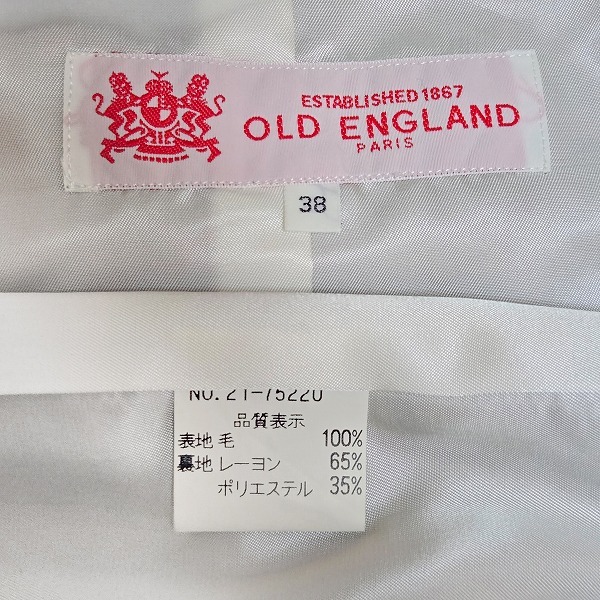 ESTABLISHED 1867
OLD ENGLAND
PARIS
38
NO. 21-75220
品質表示
表地 毛 100%
裏地 レーヨン 65%
ポリエステル 35%